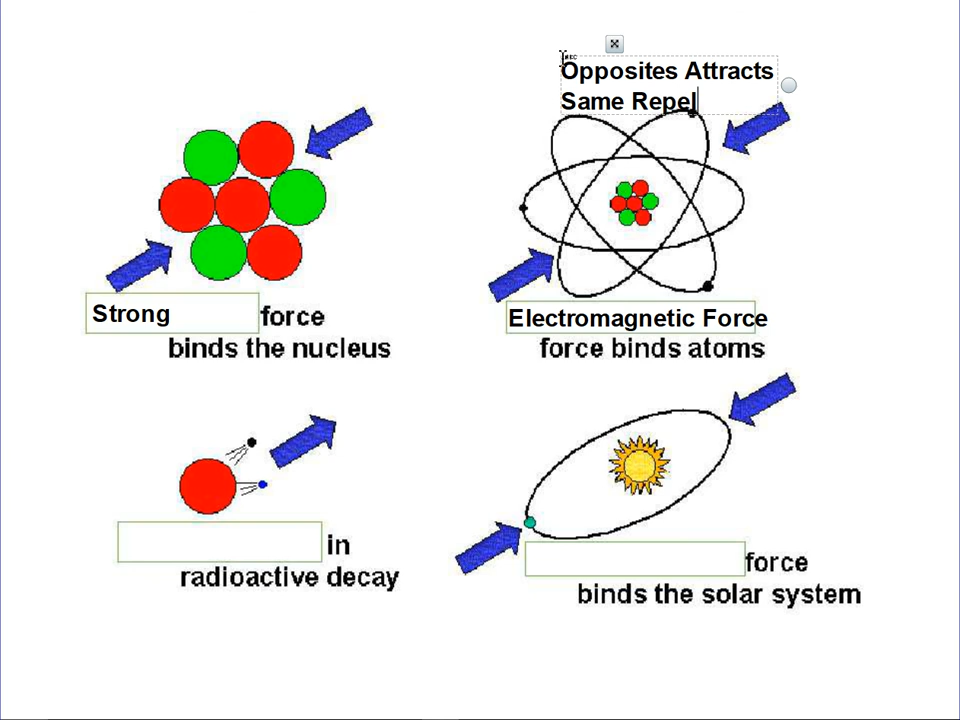 Opposites Attracts
Same Repel
Strong force
binds the nucleus
Electromagnetic Force
force binds atoms
in
radioactive decay
force
binds the solar system